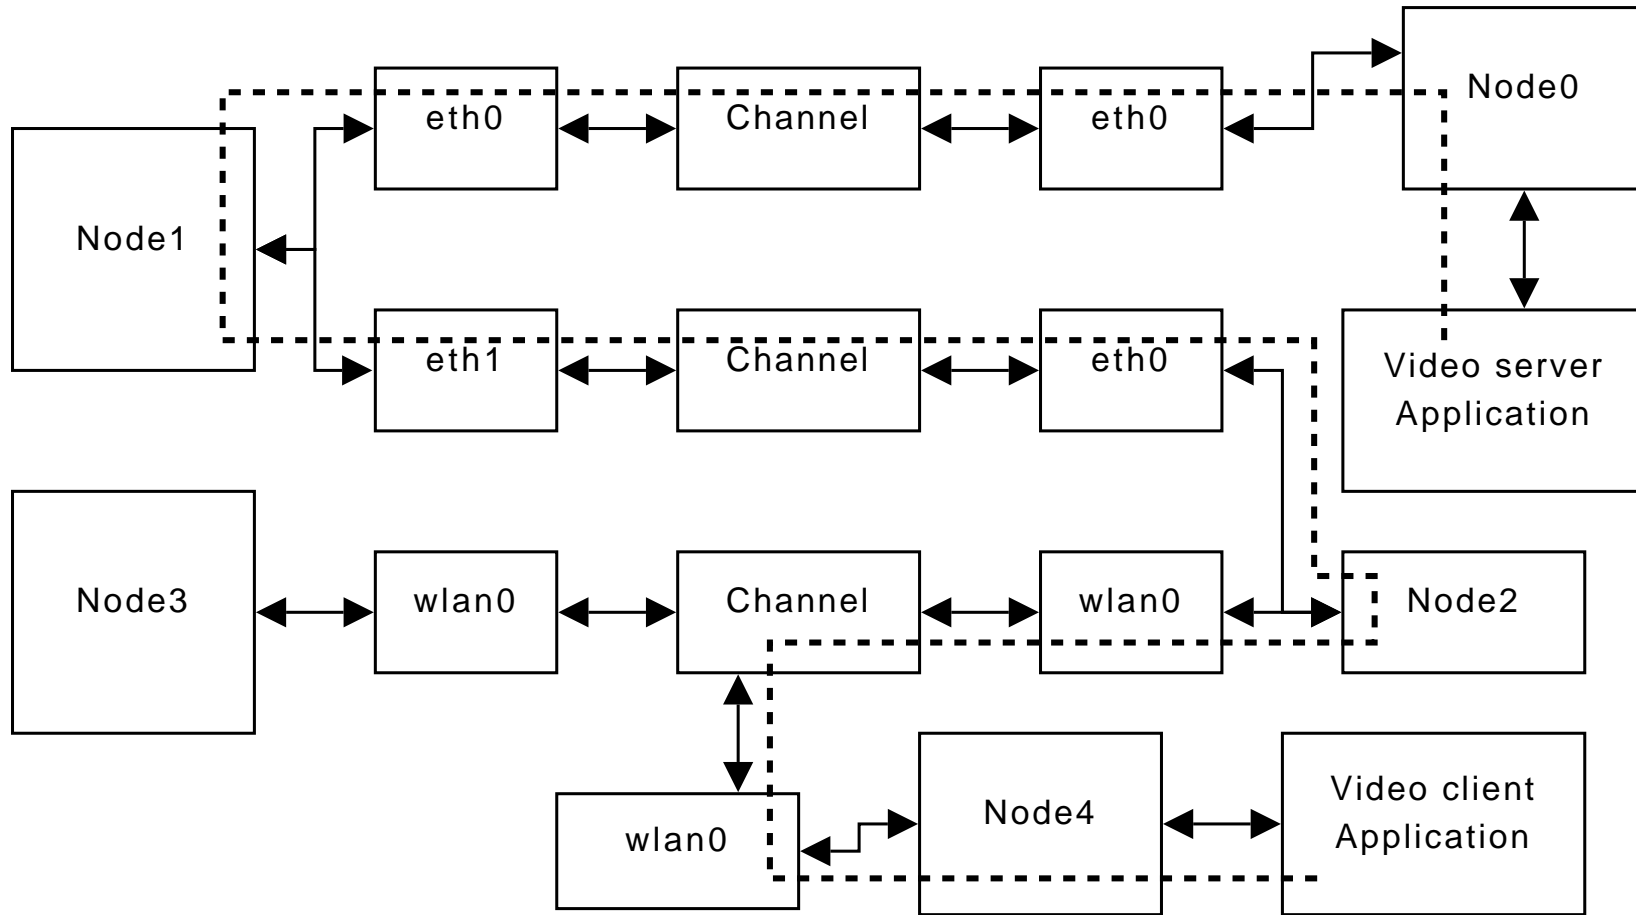 Node0
eth0
Channel
eth0
Node1
eth1
Channel
eth0
Video server
Application
Node3
wlan0
Channel
wlan0
Node2
wlan0
Node4
Video client
Application